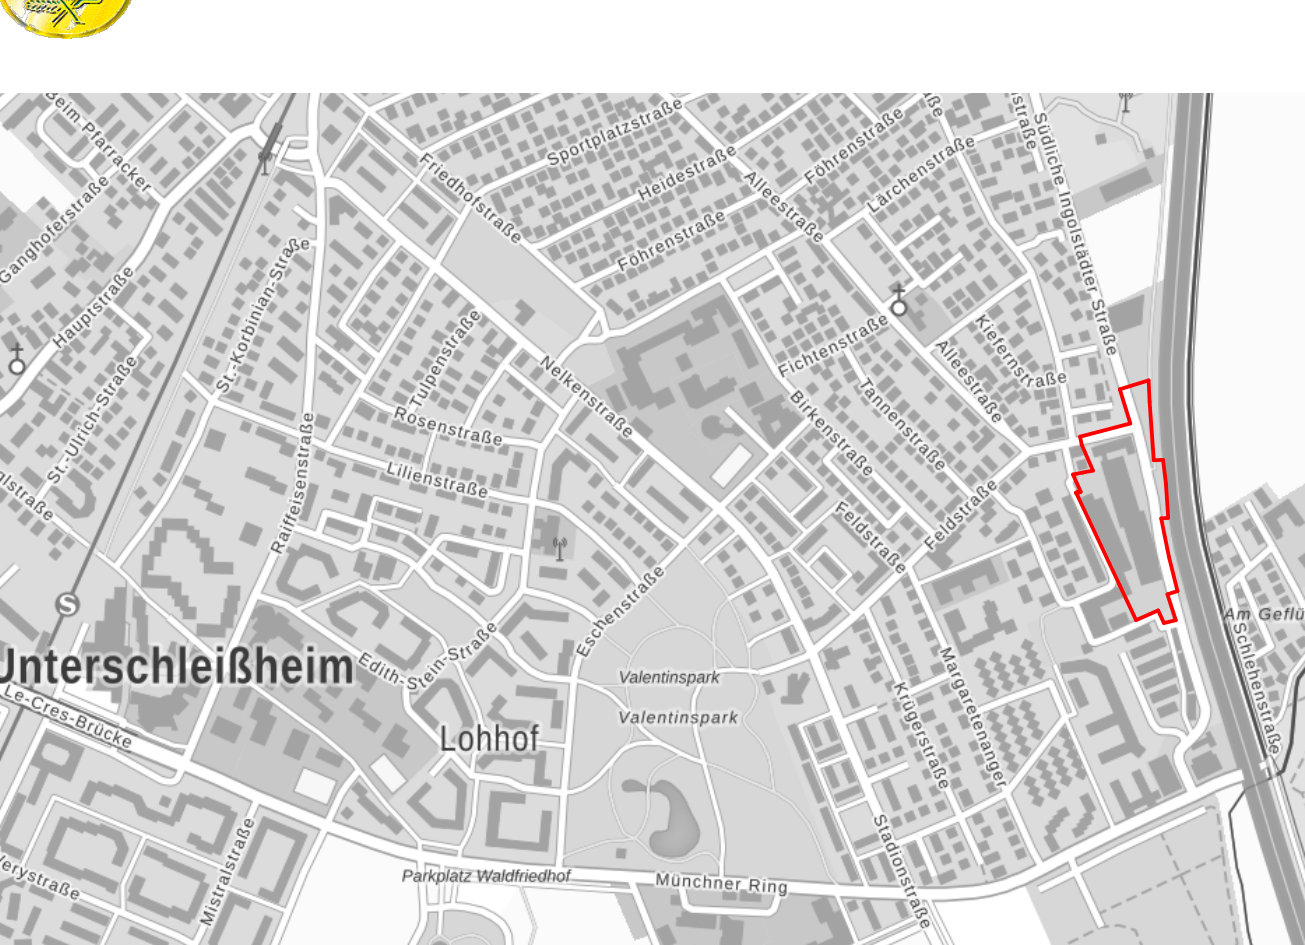 Beim Pfarracker
Ganghoferstraße
Hauptstraße
St.-Ulrich-Straße
St.-Korbinian-Straße
Raiffeisenstraße
Friedhofstraße
Sportplatzstraße
Heidestraße
Föhrenstraße
Föhrenstraße
Alleestraße
Lärchenstraße
Südliche Ingolstädter Straße
Tulpenstraße
Rosenstraße
Lilienstraße
Nelkenstraße
Fichtenstraße
Birkenstraße
Tannenstraße
Alleestraße
Kiefernstraße
Feldstraße
Feldstraße
Eschenstraße
Edith-Stein-Straße
S
Unterschleißheim
Le-Cres-Brücke
Lohhof
Valentinspark
Valentinspark
Krügerstraße
Margaretenanger
Am Geflü
Schlehenstraße
Stadionstraße
Mistralstraße
Parkplatz Waldfriedhof
Münchner Ring